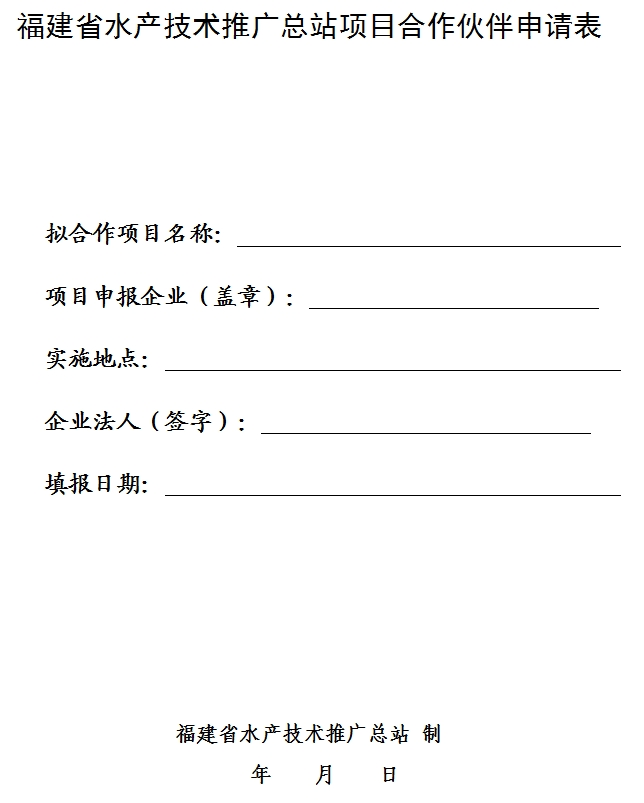 福建省水产技术推广总站项目合作伙伴申请表
拟合作项目名称：
项目申报企业（盖章）：
实施地点：
企业法人（签字）：
填报日期：
福建省水产技术推广总站 制
年 月 日